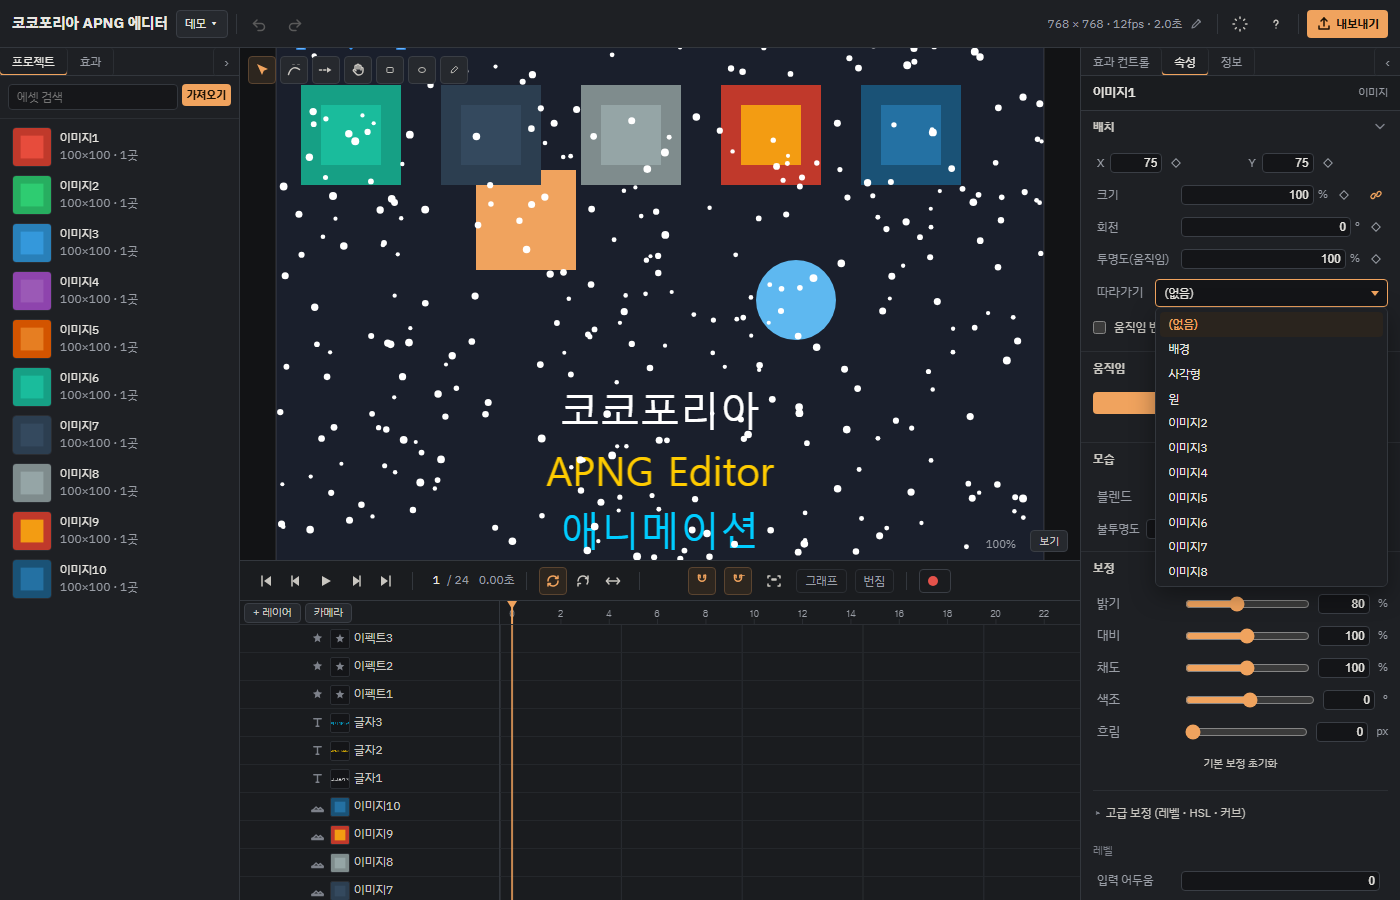 코코포리아 APNG 에디터
데모
768 × 768 · 12fps · 2.0초
?
내보내기
프로젝트
효과
에셋 검색
가져오기
이미지1
100×100 · 1곳
이미지2
100×100 · 1곳
이미지3
100×100 · 1곳
이미지4
100×100 · 1곳
이미지5
100×100 · 1곳
이미지6
100×100 · 1곳
이미지7
100×100 · 1곳
이미지8
100×100 · 1곳
이미지9
100×100 · 1곳
이미지10
100×100 · 1곳
코코포리아
APNG Editor
애니메이션
100%
보기
1 / 24 0.00초
그래프
번짐
+ 레이어
카메라
0 2 4 6 8 10 12 14 16 18 20 22
이펙트3
이펙트2
이펙트1
T 글자3
T 글자2
T 글자1
이미지10
이미지9
이미지8
이미지7
효과 컨트롤
속성
정보
이미지1
이미지
배치
X 75
Y 75
크기 100 %
회전 0 °
투명도(움직임) 100 %
따라가기 (없음)
움직임
(없음)
배경
사각형
원
이미지2
이미지3
이미지4
이미지5
이미지6
이미지7
이미지8
움직임
모습
블렌드
불투명도
보정
밝기 80 %
대비 100 %
채도 100 %
색조 0 °
흐림 0 px
기본 보정 초기화
고급 보정 (레벨 · HSL · 커브)
레벨
입력 어두움 0